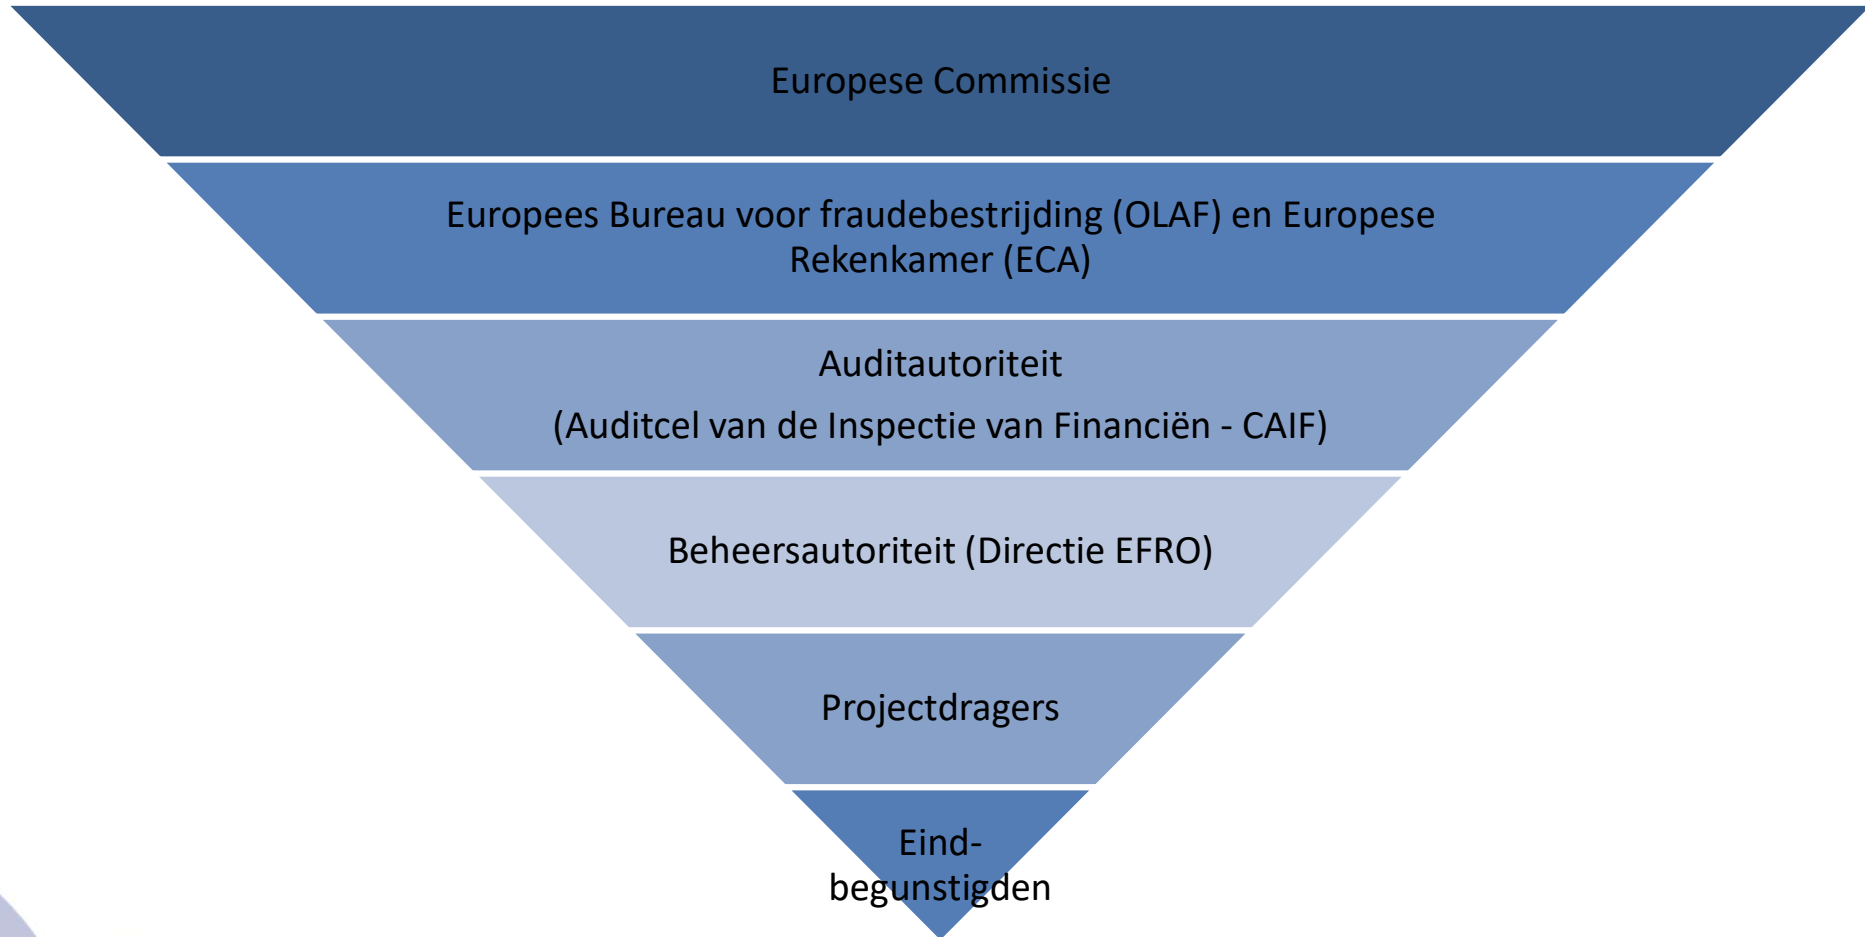 Europese Commissie
Europees Bureau voor fraudebestrijding (OLAF) en Europese
Rekenkamer (ECA)
Auditautoriteit
(Auditcel van de Inspectie van Financiën - CAIF)
Beheersautoriteit (Directie EFRO)
Projectdragers
Eind-
begunstigden